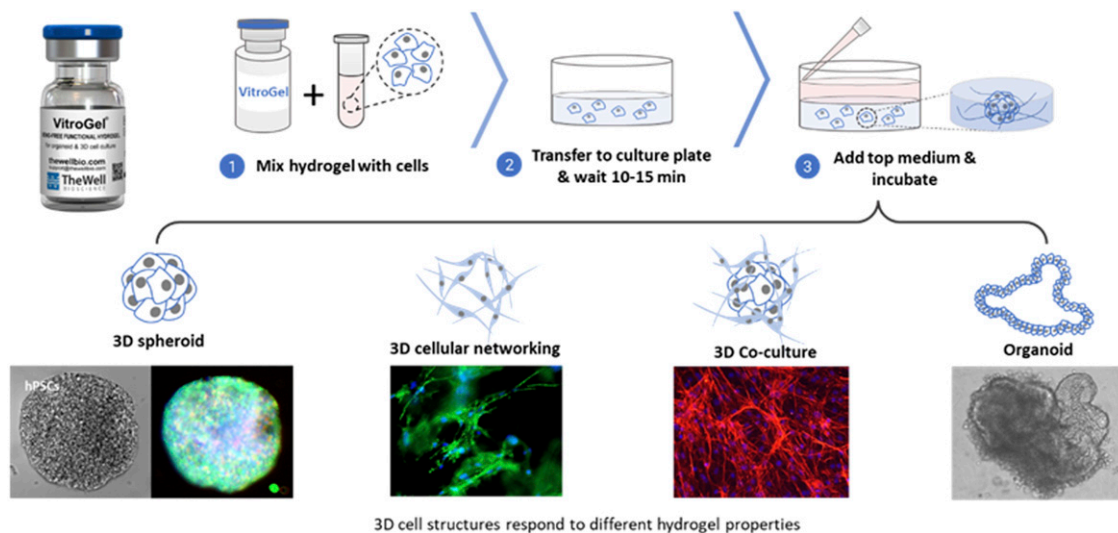 VitroGel®
XENO-FREE FUNCTIONAL HYDROGEL
for organoid & 3D cell culture
thewellbio.com
TheWell
BIOSCIENCE
VitroGel
+
1 Mix hydrogel with cells
2 Transfer to culture plate
& wait 10-15 min
3 Add top medium &
incubate
3D spheroid
3D cellular networking
3D Co-culture
Organoid
hPSCs
3D cell structures respond to different hydrogel properties